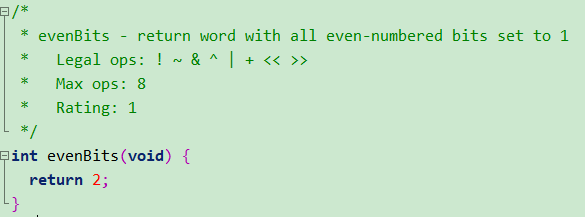 /*
 * evenBits - return word with all even-numbered bits set to 1
 *   Legal ops: ! ~ & ^ | + << >>
 *   Max ops: 8
 *   Rating: 1
 */
int evenBits(void) {
  return 2;
}